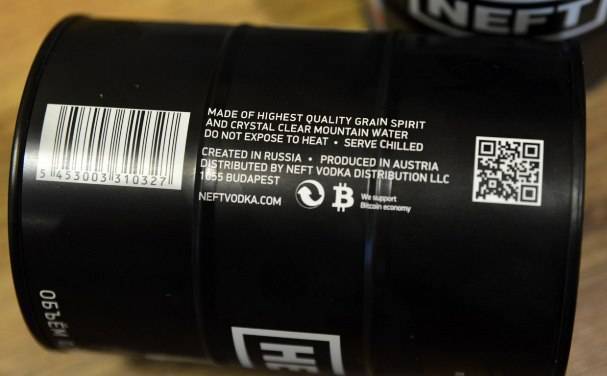 NEFT
MADE OF HIGHEST QUALITY GRAIN SPIRIT
AND CRYSTAL CLEAR MOUNTAIN WATER
DO NOT EXPOSE TO HEAT • SERVE CHILLED
CREATED IN RUSSIA • PRODUCED IN AUSTRIA
DISTRIBUTED BY NEFT VODKA DISTRIBUTION LLC
1055 BUDAPEST
NEFTVODKA.COM
We support
Bitcoin economy
5 453003 310327
ОБЪЁМ
НЕ